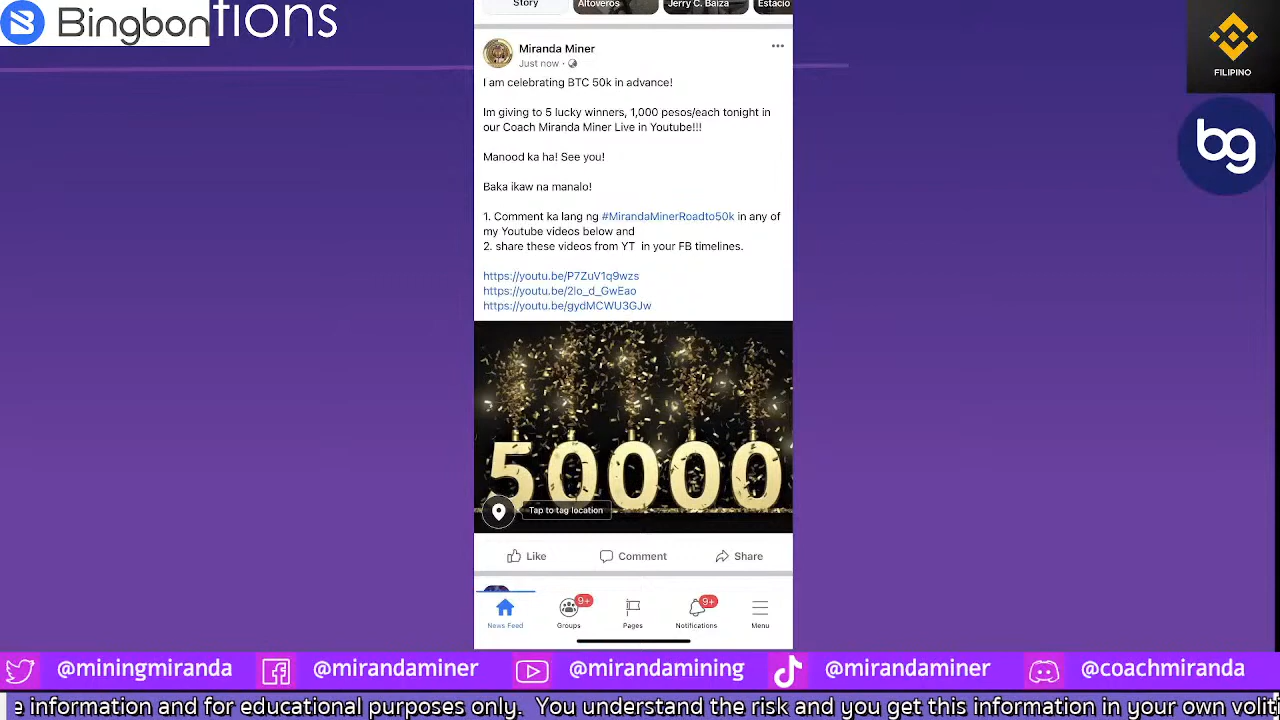 Bingbon
tions
FILIPINO
bg
Story
Altoveros
Jerry C. Baiza
Estacio
Miranda Miner
Just now ·
I am celebrating BTC 50k in advance!
Im giving to 5 lucky winners, 1,000 pesos/each tonight in
our Coach Miranda Miner Live in Youtube!!!
Manood ka ha! See you!
Baka ikaw na manalo!
1. Comment ka lang ng #MirandaMinerRoadto50k in any of
my Youtube videos below and
2. share these videos from YT in your FB timelines.
https://youtu.be/P7ZuV1q9wzs
https://youtu.be/2lo_d_GwEao
https://youtu.be/gydMCWU3GJw
50000
Tap to tag location
Like
Comment
Share
9+
9+
News Feed
Groups
Pages
Notifications
Menu
@miningmiranda
@mirandaminer
@mirandamining
@mirandaminer
@coachmiranda
e information and for educational purposes only. You understand the risk and you get this information in your own volit